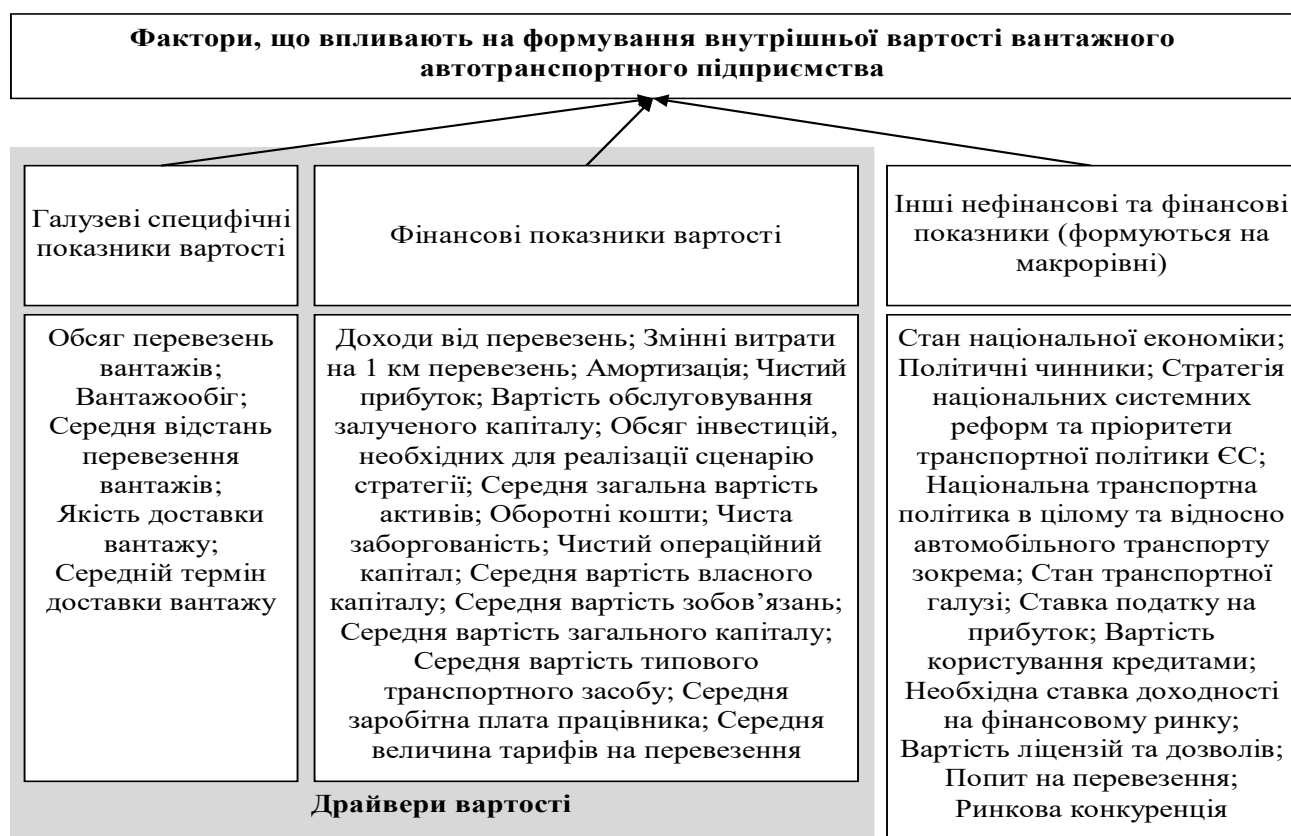 Фактори, що впливають на формування внутрішньої вартості вантажного
автотранспортного підприємства
Галузеві специфічні
показники вартості
Фінансові показники вартості
Інші нефінансові та фінансові
показники (формуються на
макрорівні)
Обсяг перевезень
вантажів;
Вантажообіг;
Середня відстань
перевезення
вантажів;
Якість доставки
вантажу;
Середній термін
доставки вантажу
Доходи від перевезень; Змінні витрати
на 1 км перевезень; Амортизація; Чистий
прибуток; Вартість обслуговування
залученого капіталу; Обсяг інвестицій,
необхідних для реалізації сценарію
стратегії; Середня загальна вартість
активів; Оборотні кошти; Чиста
заборгованість; Чистий операційний
капітал; Середня вартість власного
капіталу; Середня вартість зобов’язань;
Середня вартість загального капіталу;
Середня вартість типового
транспортного засобу; Середня
заробітна плата працівника; Середня
величина тарифів на перевезення
Стан національної економіки;
Політичні чинники; Стратегія
національних системних
реформ та пріоритети
транспортної політики ЄС;
Національна транспортна
політика в цілому та відносно
автомобільного транспорту
зокрема; Стан транспортної
галузі; Ставка податку на
прибуток; Вартість
користування кредитами;
Необхідна ставка доходності
на фінансовому ринку;
Вартість ліцензій та дозволів;
Попит на перевезення;
Ринкова конкуренція
Драйвери вартості